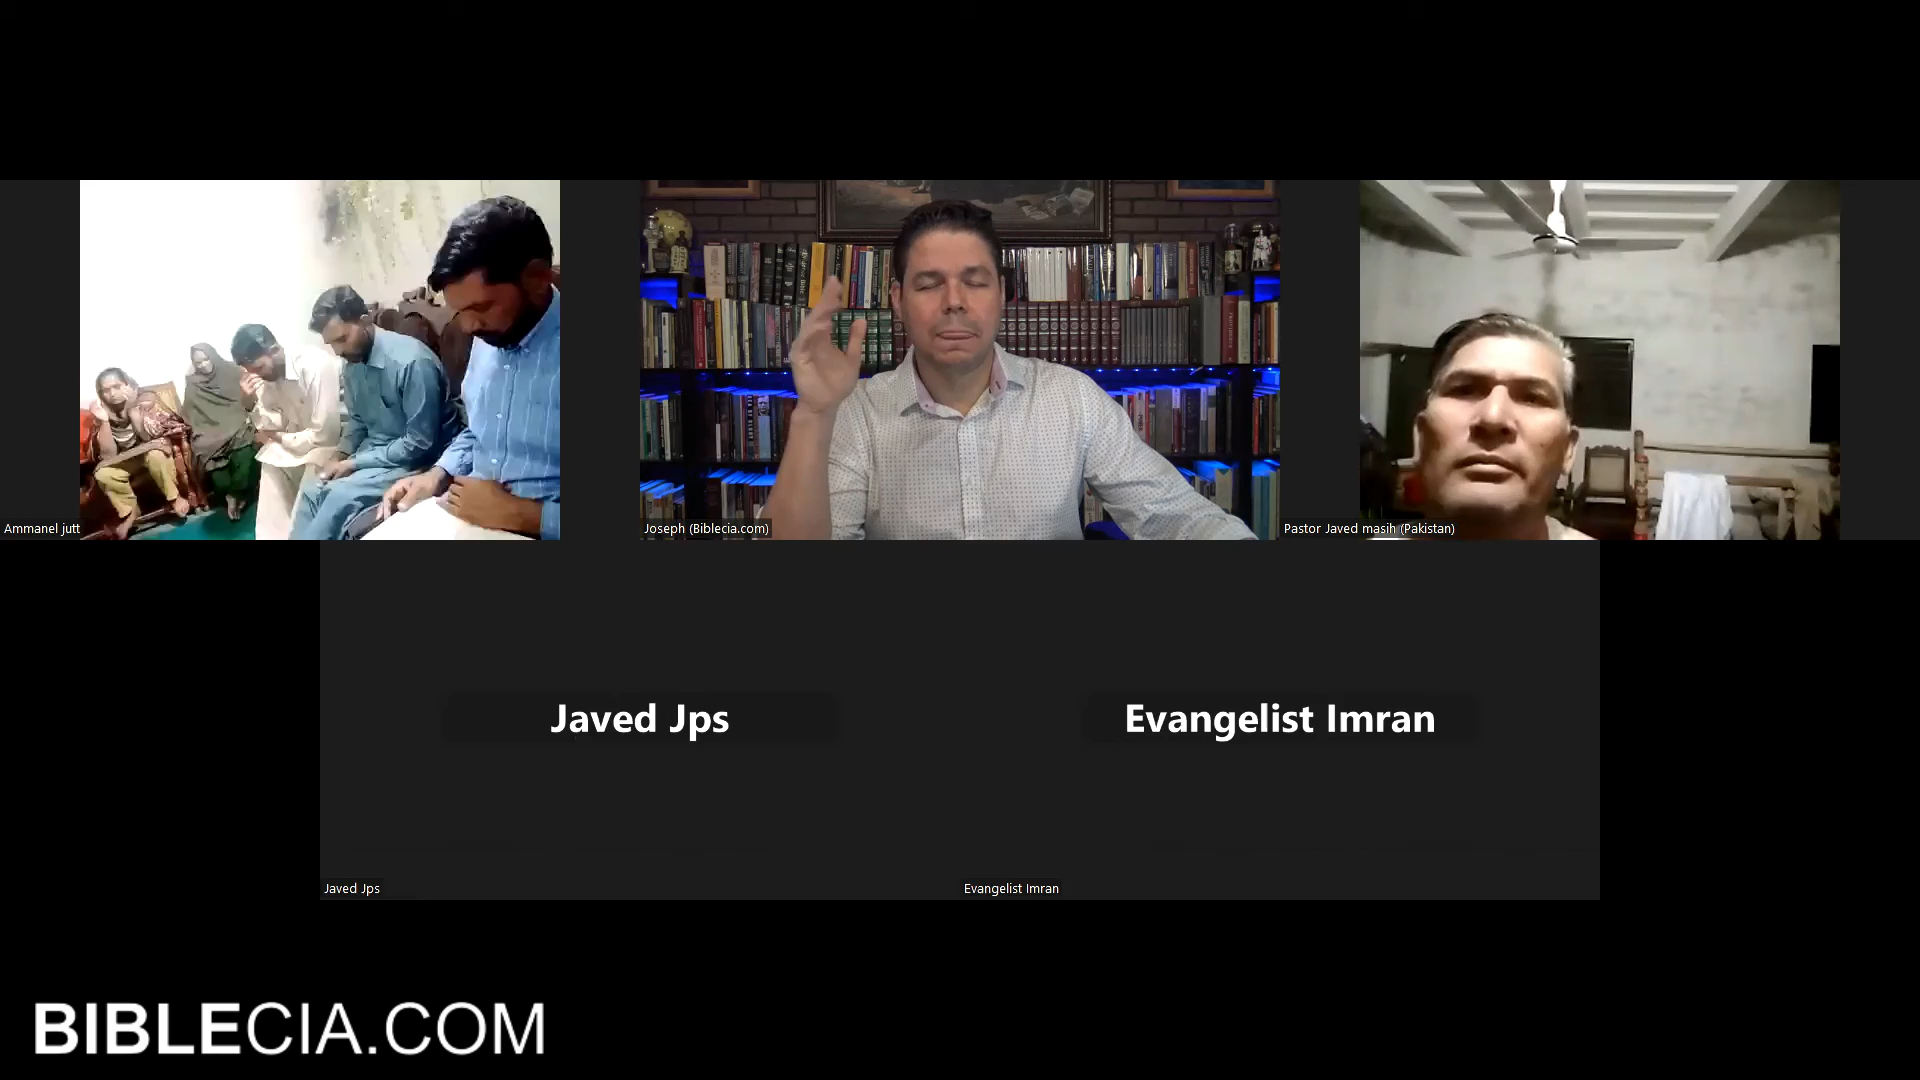 Ammanel jutt
Joseph (Biblecia.com)
Pastor Javed masih (Pakistan)
Javed Jps
Evangelist Imran
Javed Jps
Evangelist Imran
BIBLECIA.COM